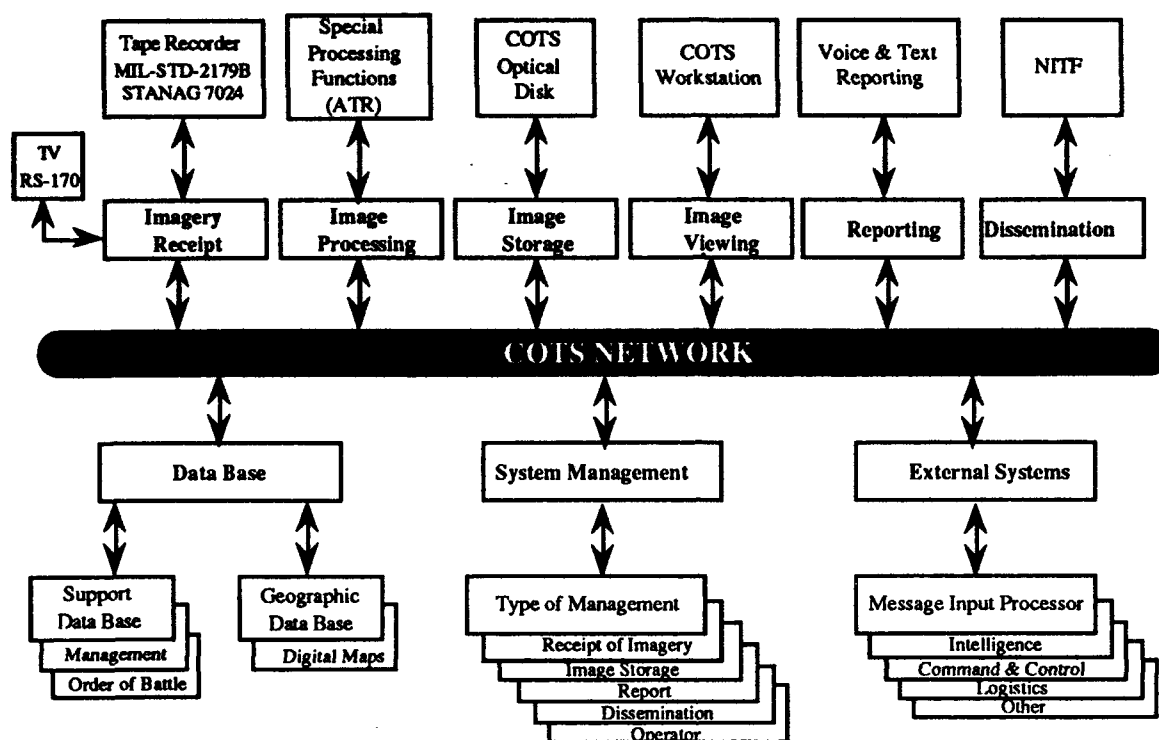 Tape Recorder
MIL-STD-2179B
STANAG 7024
Special
Processing
Functions
(ATR)
COTS
Optical
Disk
COTS
Workstation
Voice & Text
Reporting
NITF
TV
RS-170
Imagery
Receipt
Image
Processing
Image
Storage
Image
Viewing
Reporting
Dissemination
COTS NETWORK
Data Base
System Management
External Systems
Support
Data Base
Management
Order of Battle
Geographic
Data Base
Digital Maps
Type of Management
Receipt of Imagery
Image Storage
Report
Dissemination
Operator
Message Input Processor
Intelligence
Command & Control
Logistics
Other